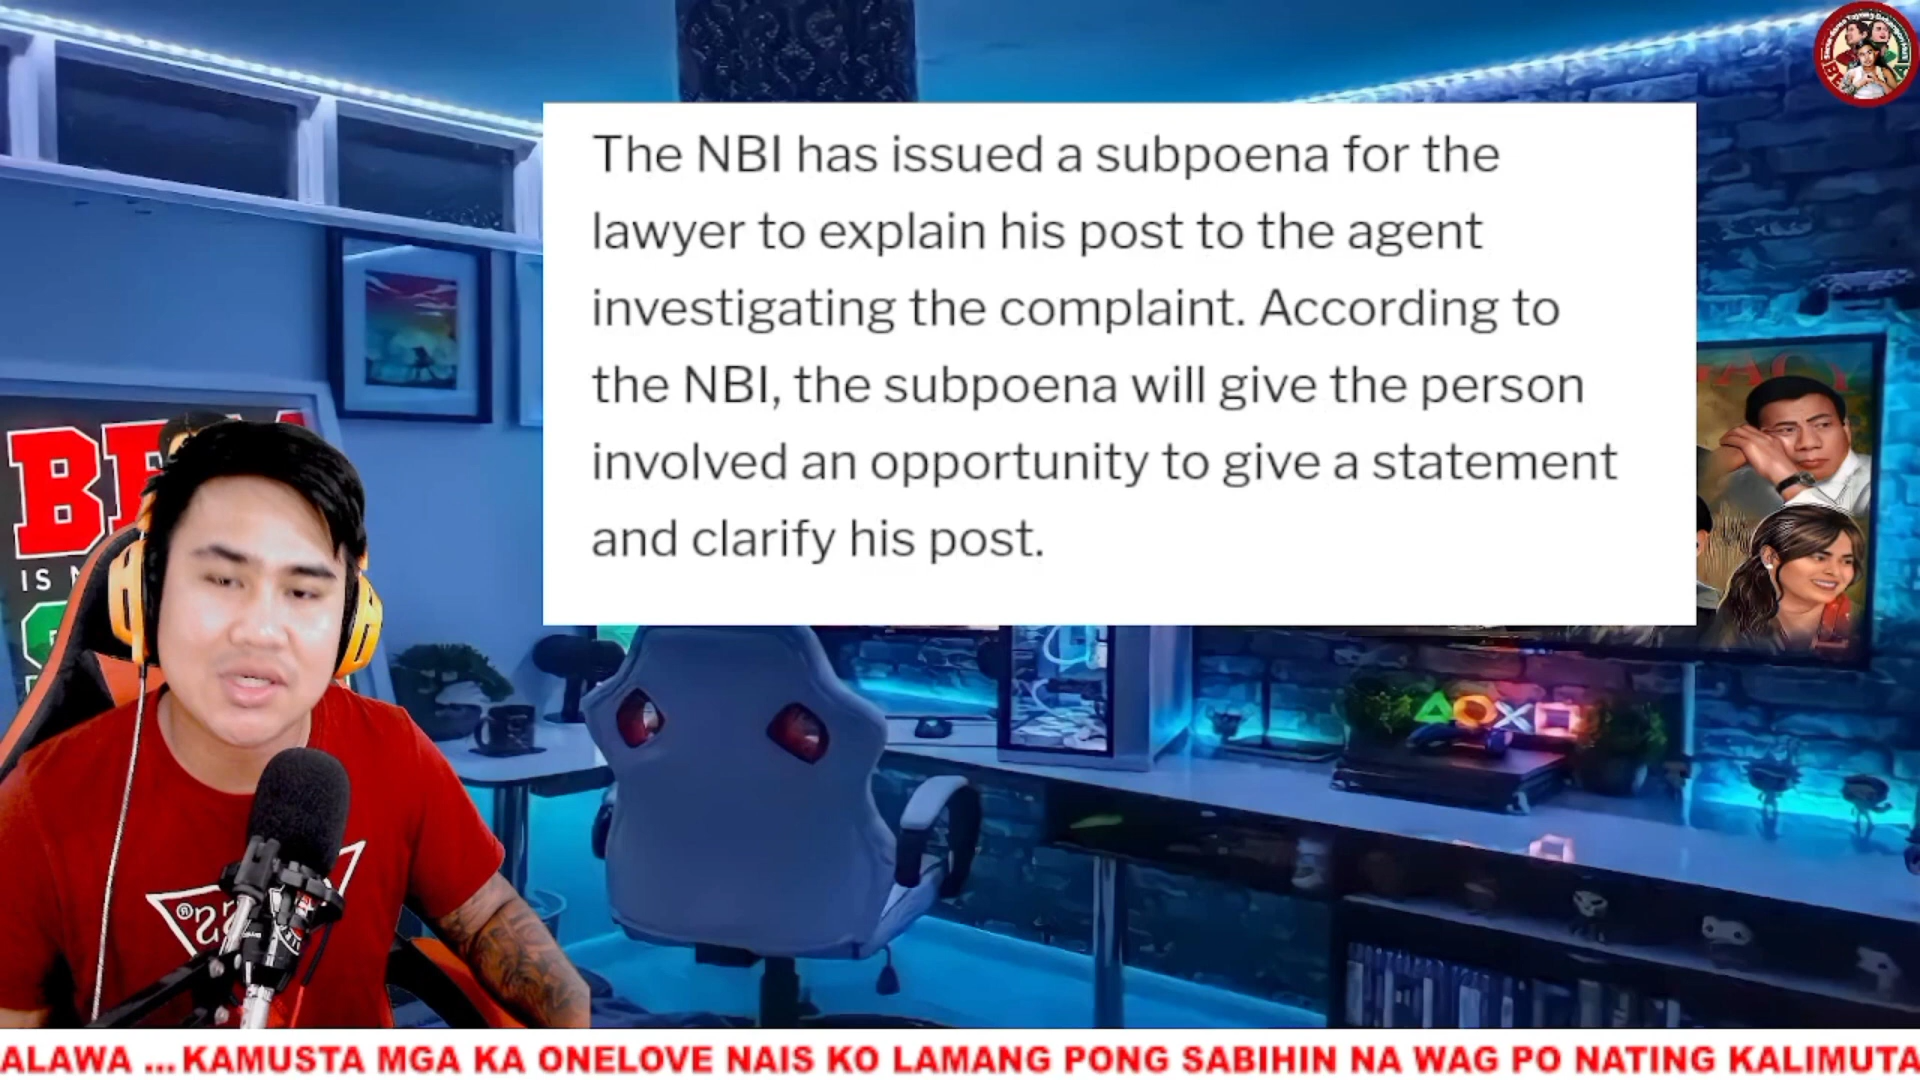 The NBI has issued a subpoena for the
lawyer to explain his post to the agent
investigating the complaint. According to
the NBI, the subpoena will give the person
involved an opportunity to give a statement
and clarify his post.
IS
ALAWA ... KAMUSTA MGA KA ONELOVE NAIS KO LAMANG PONG SABIHIN NA WAG PO NATING KALIMUTA